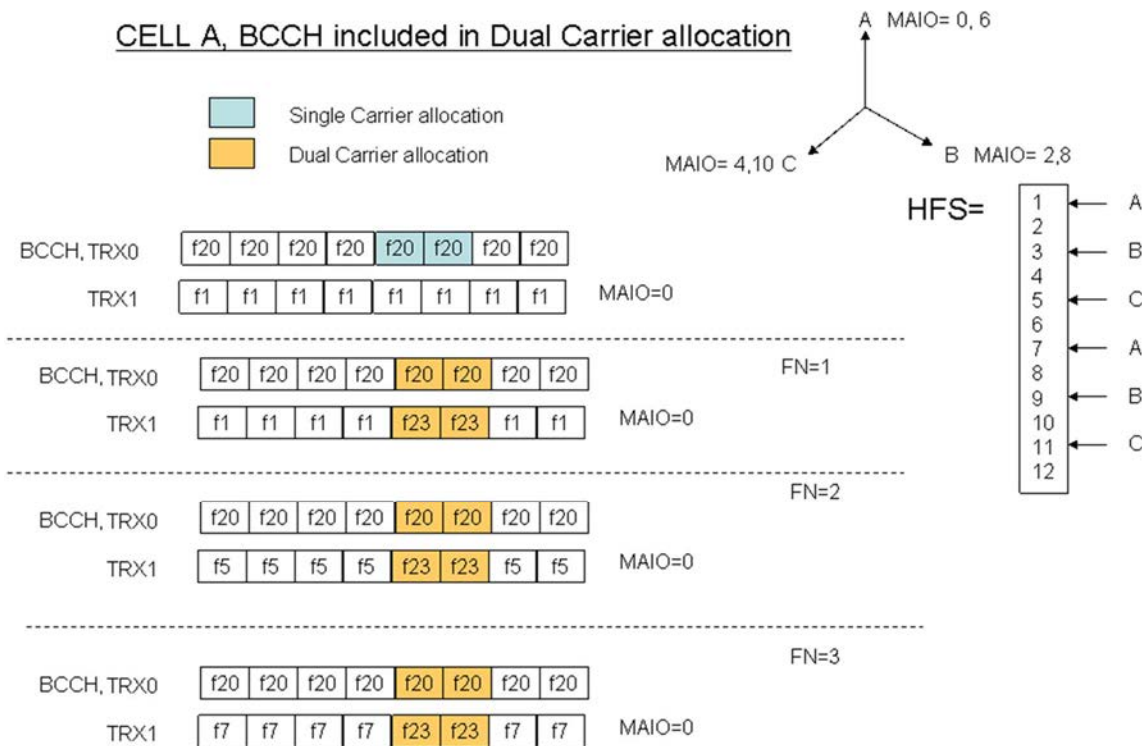 CELL A, BCCH included in Dual Carrier allocation
A MAIO= 0, 6
Single Carrier allocation
Dual Carrier allocation
MAIO= 4,10 C
B MAIO= 2,8
HFS=
1 A
2
3 B
4
5 C
6
7 A
8
9 B
10
11 C
12
BCCH, TRX0 f20 f20 f20 f20 f20 f20 f20 f20
TRX1 f1 f1 f1 f1 f1 f1 f1 f1 MAIO=0
FN=1
BCCH, TRX0 f20 f20 f20 f20 f20 f20 f20 f20
TRX1 f1 f1 f1 f1 f23 f23 f1 f1 MAIO=0
FN=2
BCCH, TRX0 f20 f20 f20 f20 f20 f20 f20 f20
TRX1 f5 f5 f5 f5 f23 f23 f5 f5 MAIO=0
FN=3
BCCH, TRX0 f20 f20 f20 f20 f20 f20 f20 f20
TRX1 f7 f7 f7 f7 f23 f23 f7 f7 MAIO=0